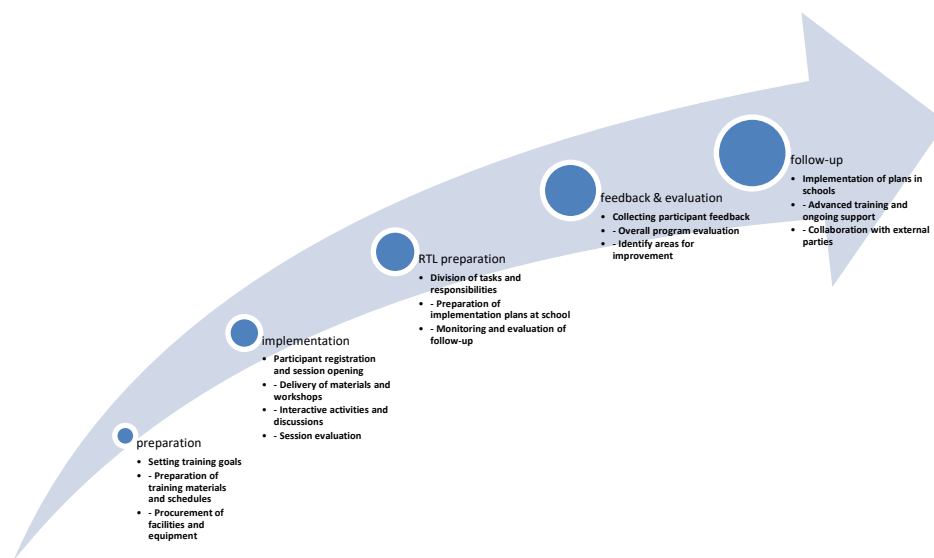 preparation
• Setting training goals
• - Preparation of
training materials
and schedules
• - Procurement of
facilities and
equipment
implementation
• Participant registration
and session opening
• - Delivery of materials and
workshops
• - Interactive activities and
discussions
• - Session evaluation
RTL preparation
• Division of tasks and
responsibilities
• - Preparation of
implementation plans at school
• - Monitoring and evaluation of
follow-up
feedback & evaluation
• Collecting participant feedback
• - Overall program evaluation
• - Identify areas for
improvement
follow-up
• Implementation of plans in
schools
• - Advanced training and
ongoing support
• - Collaboration with external
parties